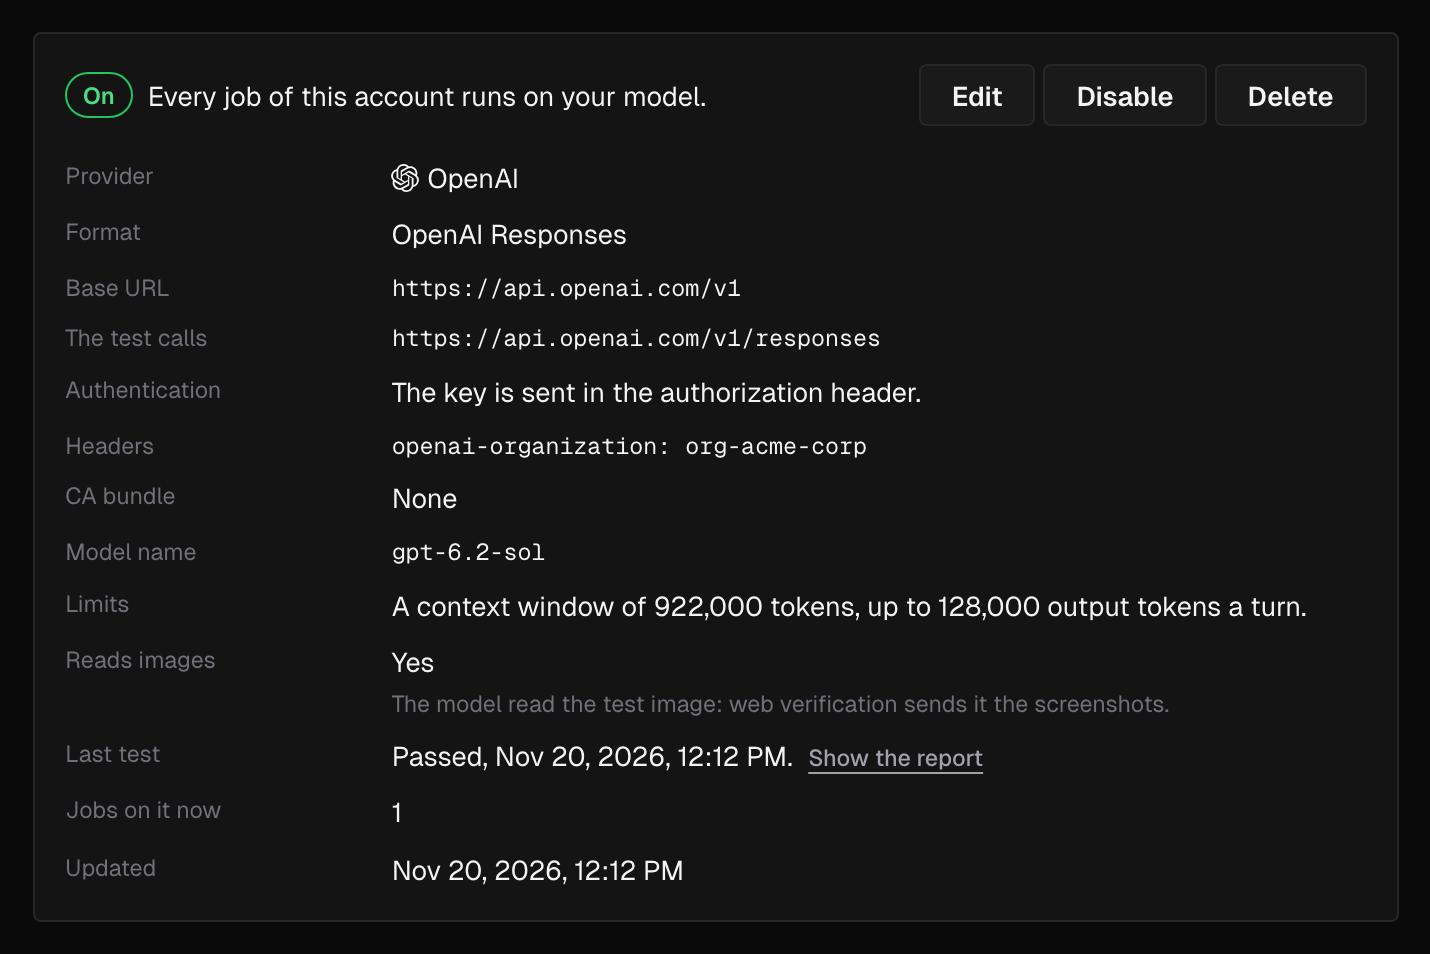 On Every job of this account runs on your model. Edit Disable Delete
Provider OpenAI
Format OpenAI Responses
Base URL https://api.openai.com/v1
The test calls https://api.openai.com/v1/responses
Authentication The key is sent in the authorization header.
Headers openai-organization: org-acme-corp
CA bundle None
Model name gpt-6.2-sol
Limits A context window of 922,000 tokens, up to 128,000 output tokens a turn.
Reads images Yes
The model read the test image: web verification sends it the screenshots.
Last test Passed, Nov 20, 2026, 12:12 PM. Show the report
Jobs on it now 1
Updated Nov 20, 2026, 12:12 PM